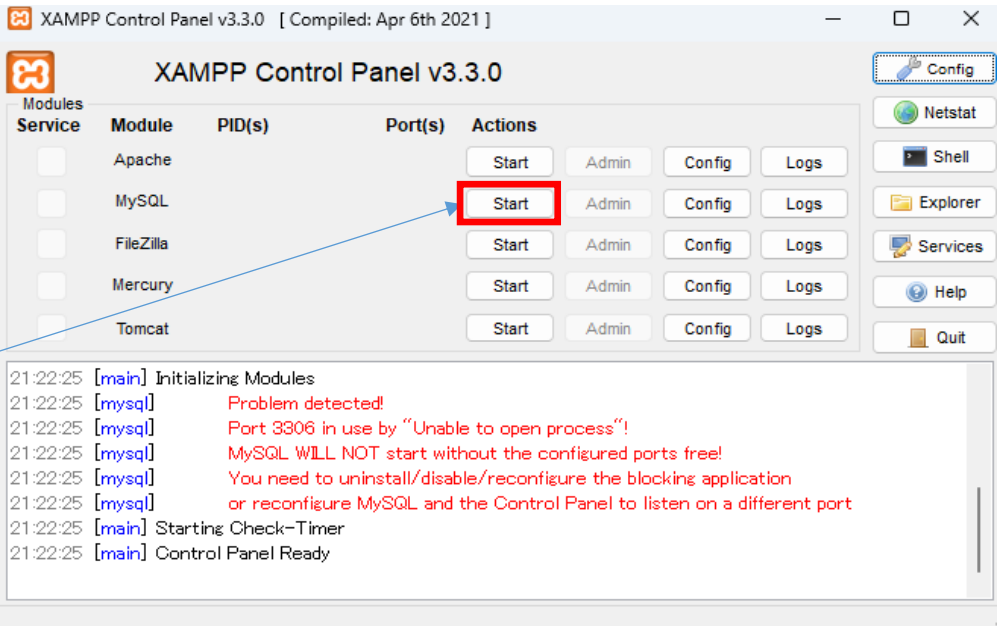 XAMPP Control Panel v3.3.0 [ Compiled: Apr 6th 2021 ]
XAMPP Control Panel v3.3.0
Config
Modules
Service Module PID(s) Port(s) Actions
Netstat
Apache Start Admin Config Logs
Shell
MySQL Start Admin Config Logs
Explorer
FileZilla Start Admin Config Logs
Services
Mercury Start Admin Config Logs
Help
Tomcat Start Admin Config Logs
Quit
21:22:25 [main] Initializing Modules
21:22:25 [mysql] Problem detected!
21:22:25 [mysql] Port 3306 in use by "Unable to open process"!
21:22:25 [mysql] MySQL WILL NOT start without the configured ports free!
21:22:25 [mysql] You need to uninstall/disable/reconfigure the blocking application
21:22:25 [mysql] or reconfigure MySQL and the Control Panel to listen on a different port
21:22:25 [main] Starting Check-Timer
21:22:25 [main] Control Panel Ready